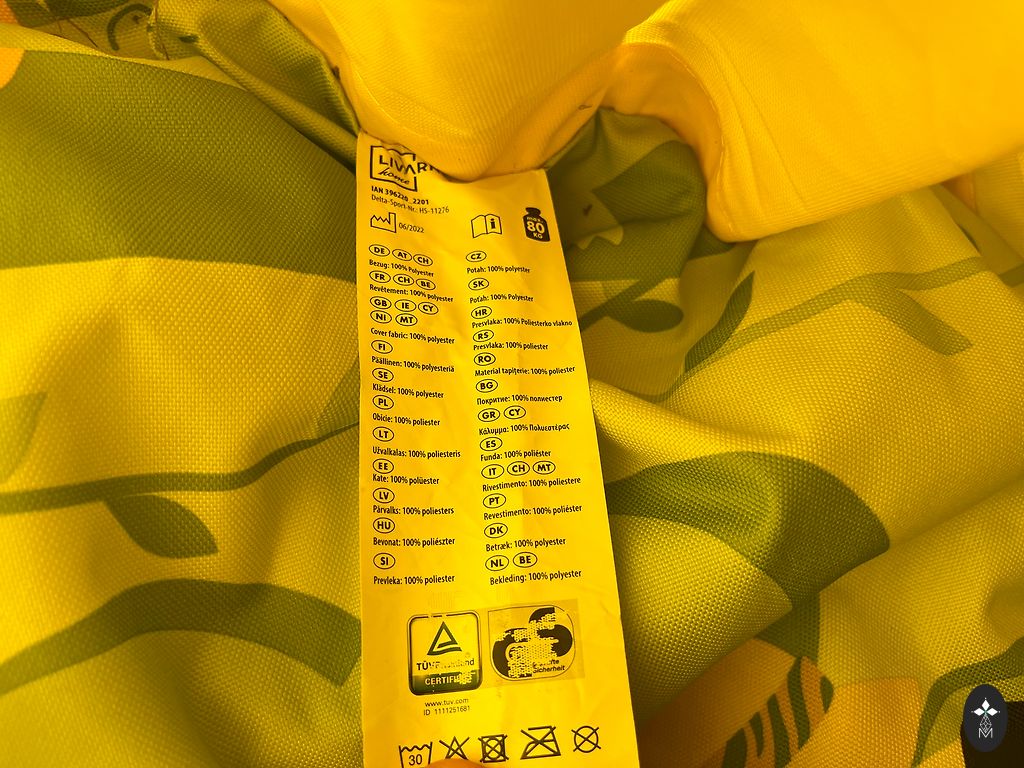 LIVARN
home
IAN 396220_2201
Delta-Sport-Nr.: HS-11276
06/2022
max.
80
KG
DE AT CH
Bezug: 100% Polyester
FR CH BE
Revêtement: 100% polyester
GB IE CY
NI MT
Cover fabric: 100% polyester
FI
Päällinen: 100% polyesteriä
SE
Klädsel: 100% polyester
PL
Obicie: 100% poliester
LT
Užvalkalas: 100% poliesteris
EE
Kate: 100% polüester
LV
Pārvalks: 100% poliesters
HU
Bevonat: 100% poliészter
SI
Prevleka: 100% poliester
CZ
Potah: 100% polyester
SK
Poťah: 100% Polyester
HR
Presvlaka: 100% Poliestersko vlakno
RS
Presvlaka: 100% poliester
RO
Material tapițerie: 100% poliester
BG
Покритие: 100% полиестер
GR CY
Κάλυμμα: 100% Πολυεστέρας
ES
Funda: 100% poliéster
IT CH MT
Rivestimento: 100% poliestere
PT
Revestimento: 100% poliéster
DK
Betræk: 100% polyester
NL BE
Bekleding: 100% polyester
TÜVRheinland
CERTIFIED
Sicherheit
www.tuv.com
ID 1111251681
30
M